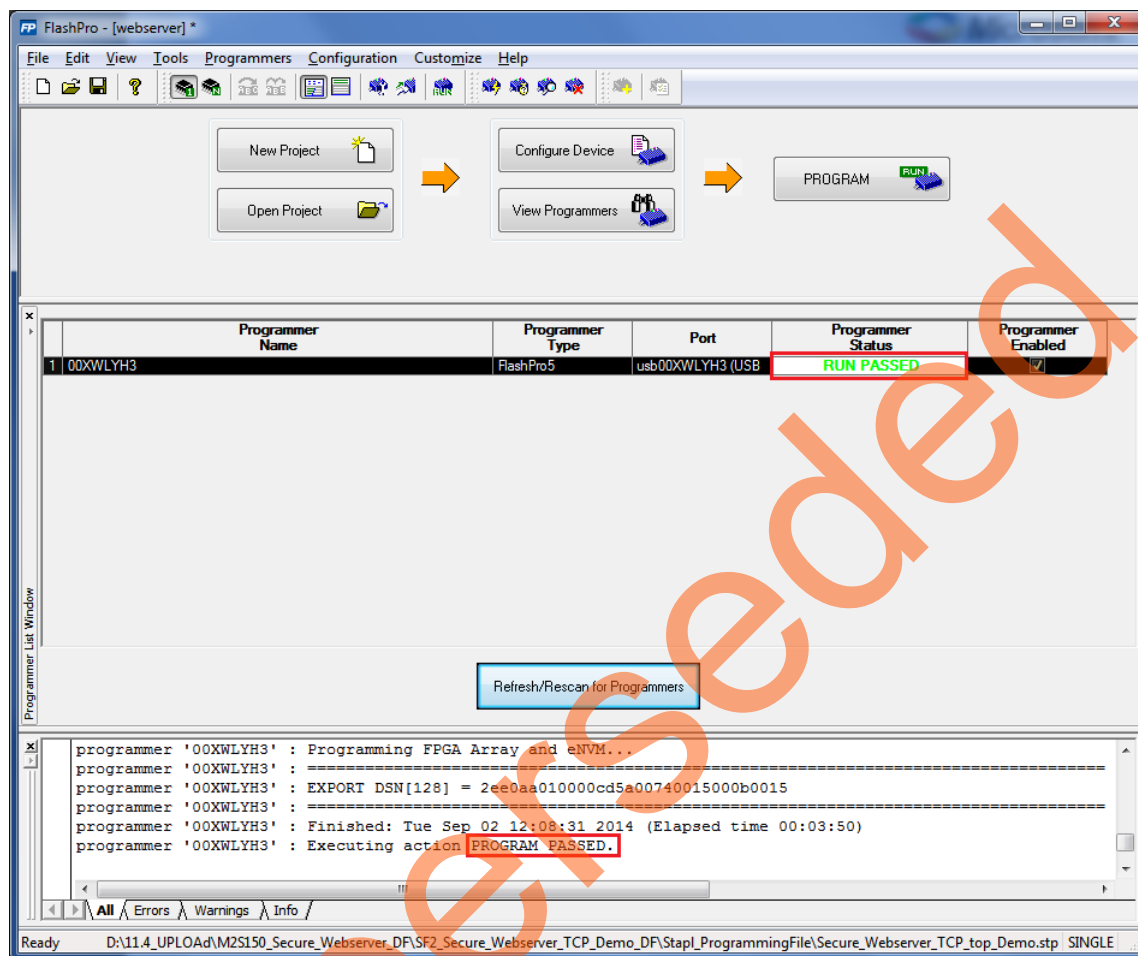 FlashPro - [webserver] *
File Edit View Tools Programmers Configuration Customize Help
New Project
Configure Device
PROGRAM
RUN
Open Project
View Programmers
Programmer Name
Programmer Type
Port
Programmer Status
Programmer Enabled
1 00XWLYH3 FlashPro5 usb00XWLYH3 (USB RUN PASSED
Programmer List Window
Refresh/Rescan for Programmers
programmer '00XWLYH3' : Programming FPGA Array and eNVM...
programmer '00XWLYH3' : ===================================================================================
programmer '00XWLYH3' : EXPORT DSN[128] = 2ee0aa010000cd5a00740015000b0015
programmer '00XWLYH3' : ===================================================================================
programmer '00XWLYH3' : Finished: Tue Sep 02 12:08:31 2014 (Elapsed time 00:03:50)
programmer '00XWLYH3' : Executing action PROGRAM PASSED.
All Errors Warnings Info
Ready D:\11.4_UPLOAd\M2S150_Secure_Webserver_DF\SF2_Secure_Webserver_TCP_Demo_DF\Stapl_ProgrammingFile\Secure_Webserver_TCP_top_Demo.stp SINGLE
erseded